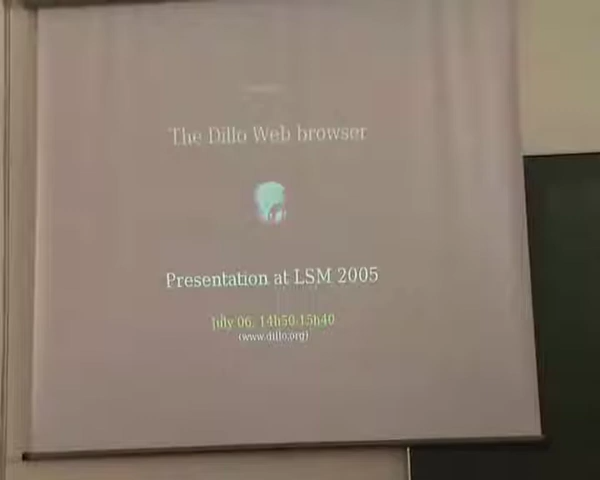 The Dillo Web browser
Presentation at LSM 2005
July 06, 14h50-15h40
(www.dillo.org)